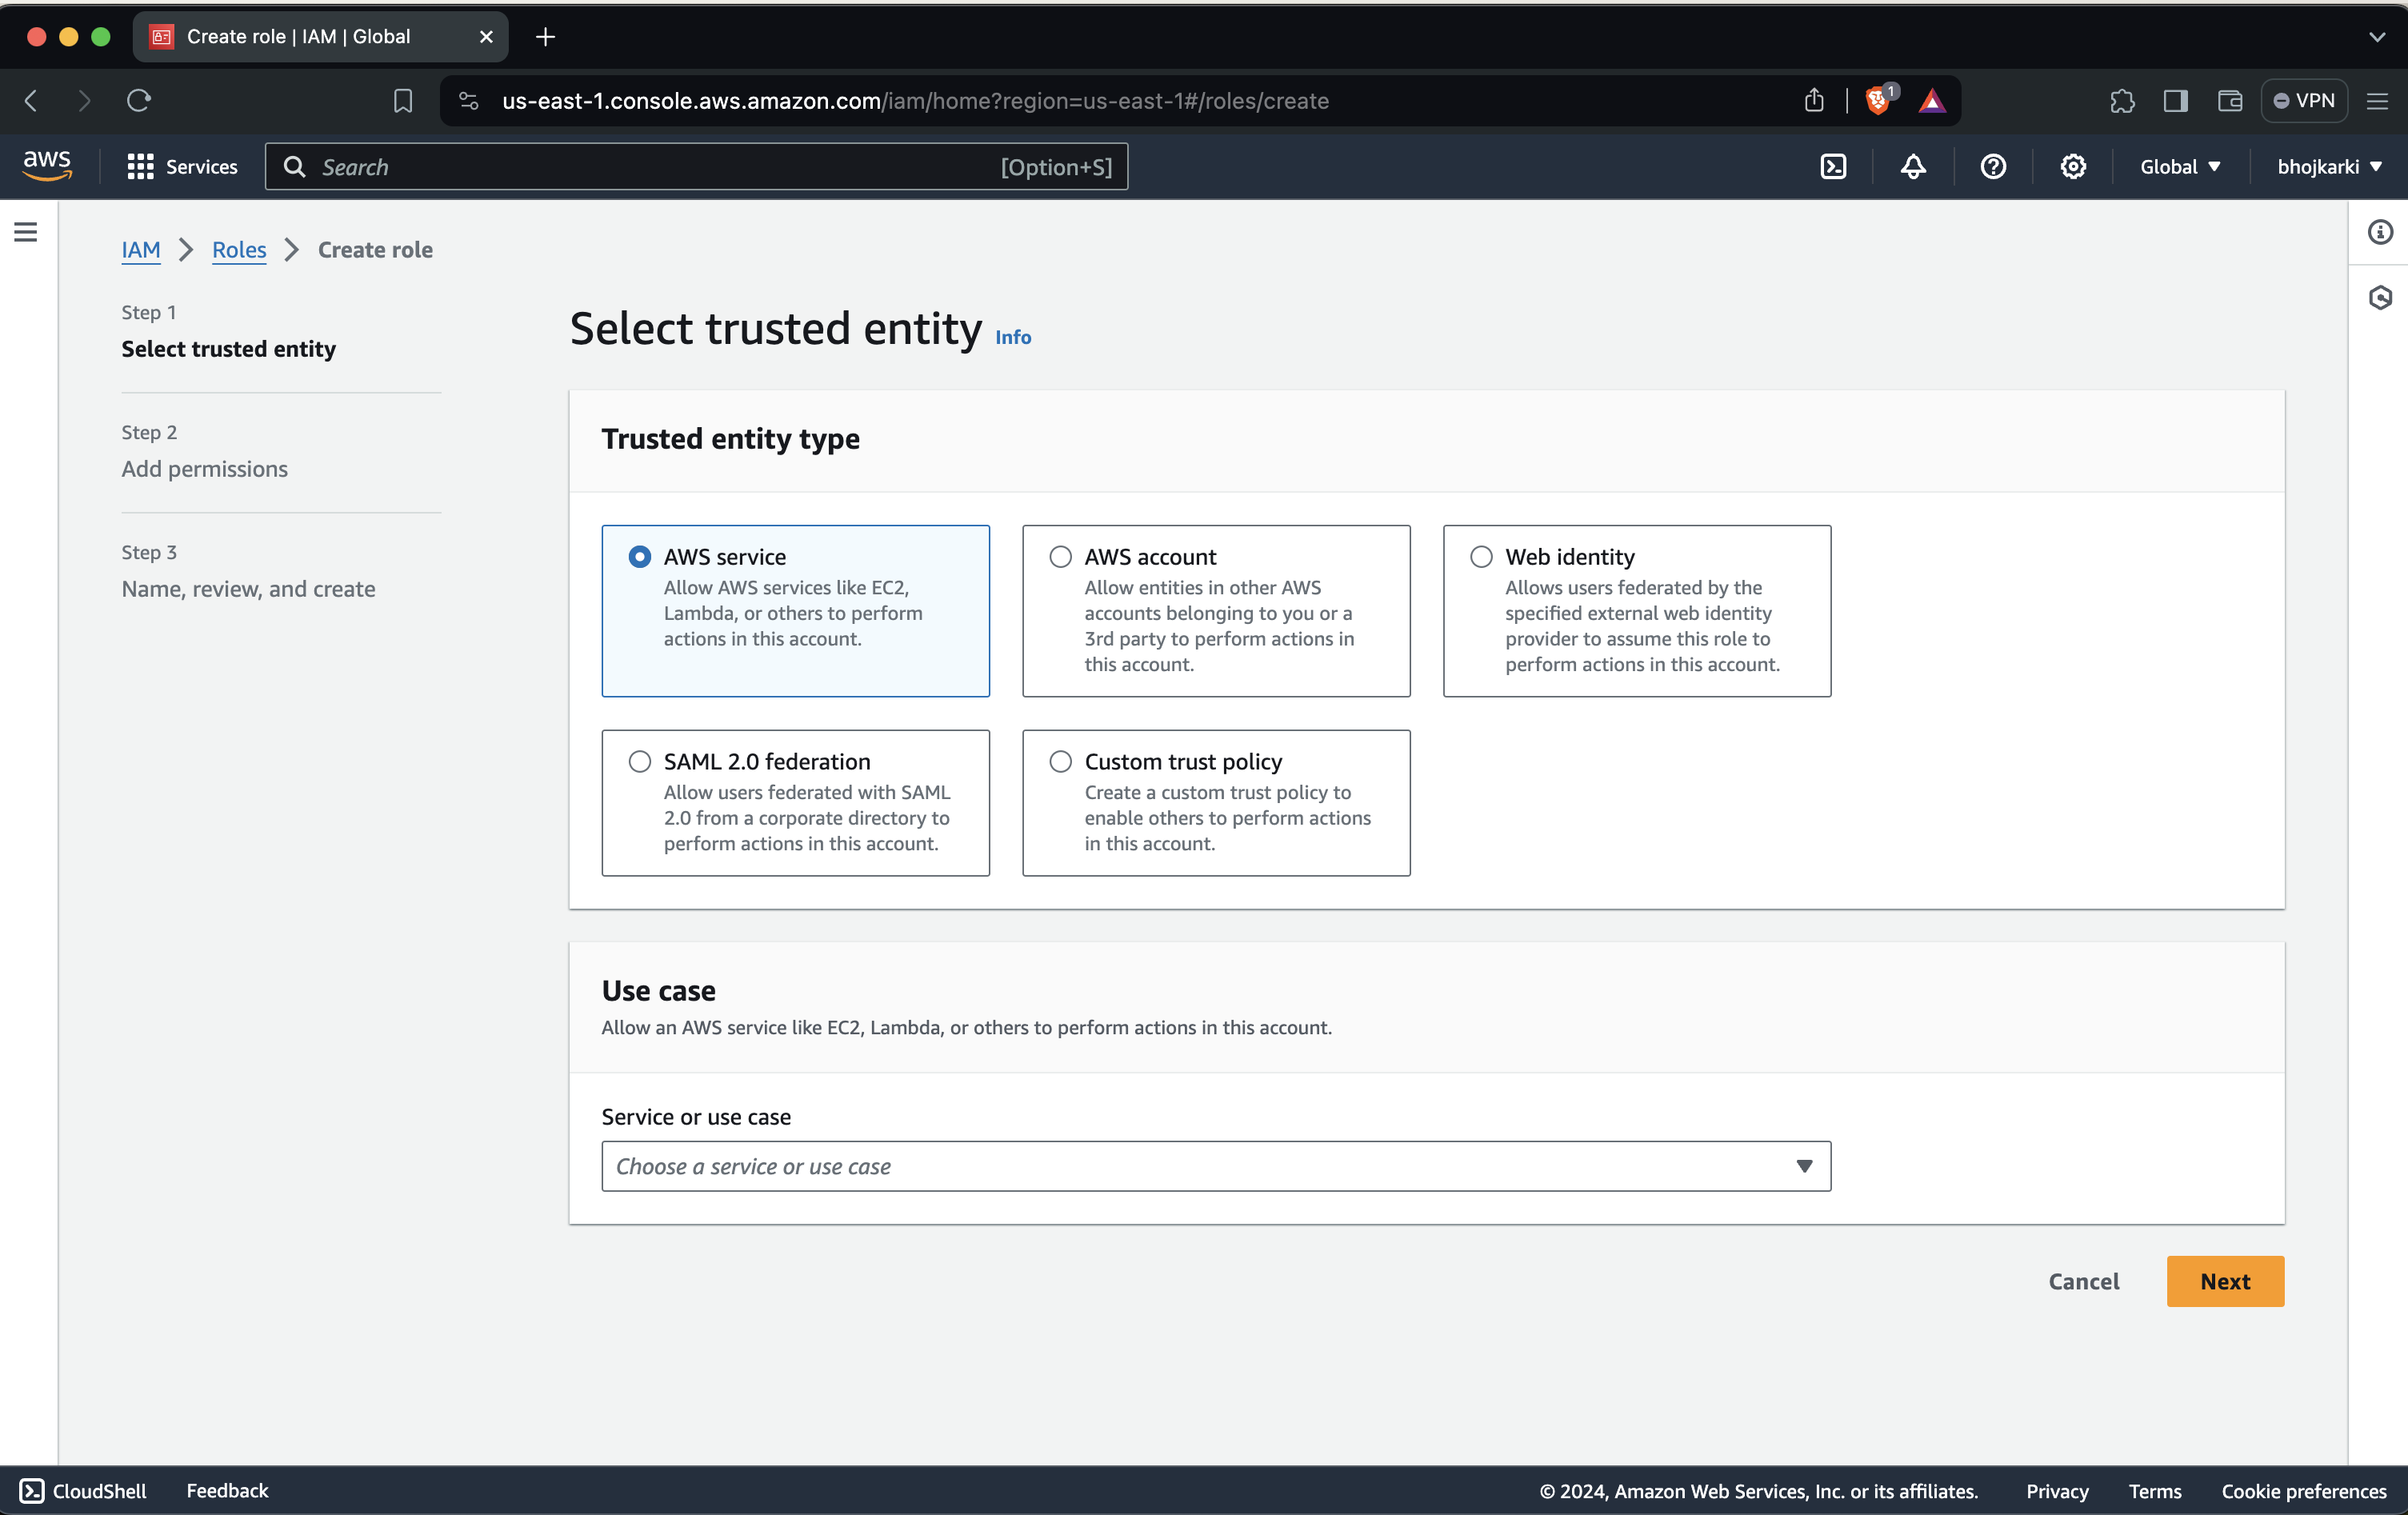 Create role | IAM | Global
us-east-1.console.aws.amazon.com/iam/home?region=us-east-1#/roles/create
1
VPN
aws
Services
Search
[Option+S]
Global
bhojkarki
IAM
Roles
Create role
Step 1
Select trusted entity
Step 2
Add permissions
Step 3
Name, review, and create
Select trusted entity Info
Trusted entity type
AWS service
Allow AWS services like EC2,
Lambda, or others to perform
actions in this account.
AWS account
Allow entities in other AWS
accounts belonging to you or a
3rd party to perform actions in
this account.
Web identity
Allows users federated by the
specified external web identity
provider to assume this role to
perform actions in this account.
SAML 2.0 federation
Allow users federated with SAML
2.0 from a corporate directory to
perform actions in this account.
Custom trust policy
Create a custom trust policy to
enable others to perform actions
in this account.
Use case
Allow an AWS service like EC2, Lambda, or others to perform actions in this account.
Service or use case
Choose a service or use case
Cancel
Next
CloudShell
Feedback
© 2024, Amazon Web Services, Inc. or its affiliates.
Privacy
Terms
Cookie preferences